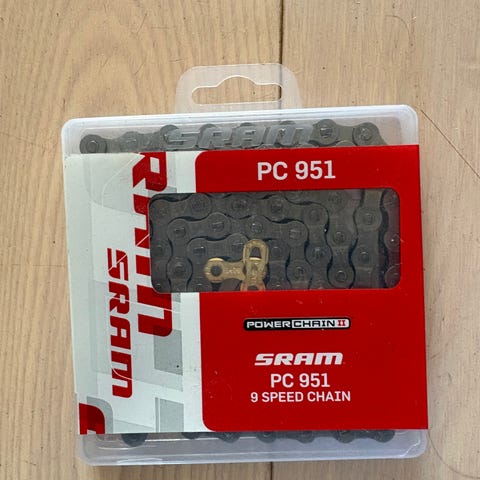 SRAM
PC 951
SRAM
POWERCHAIN II
SRAM
PC 951
9 SPEED CHAIN